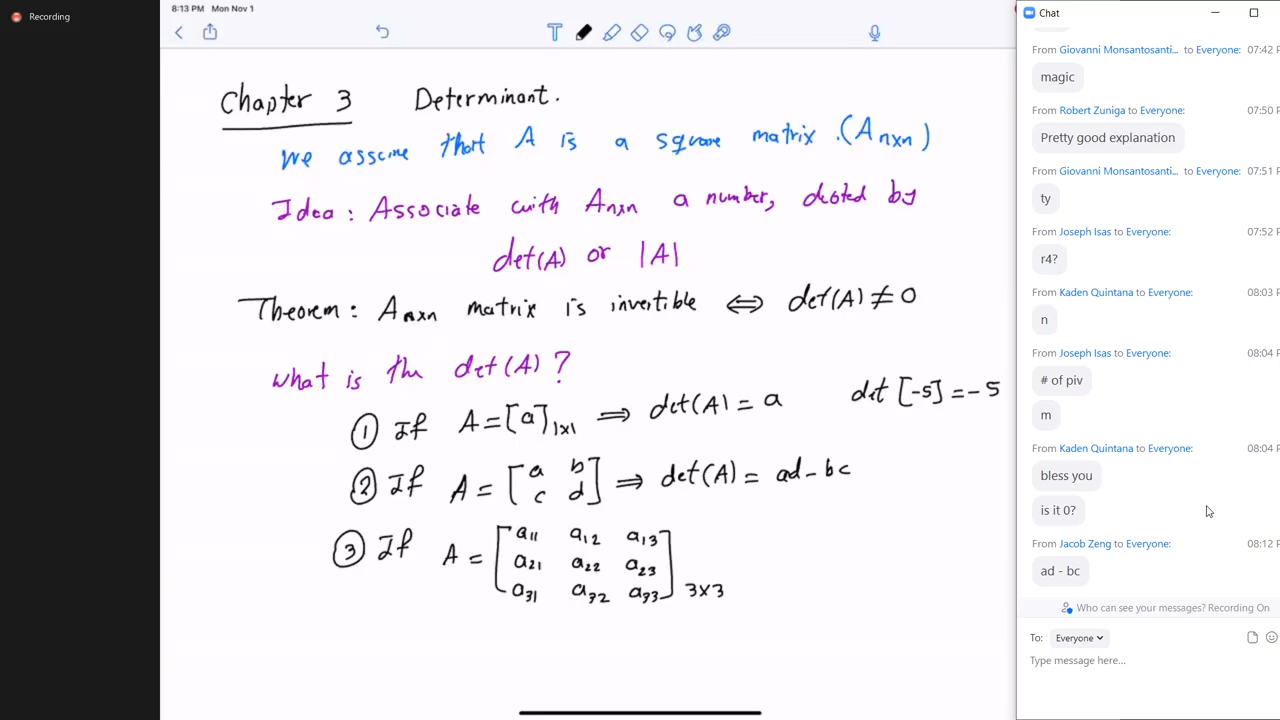 Recording
8:13 PM Mon Nov 1
Chapter 3 Determinant.
We assume that A is a square matrix. (Anxn)
Idea: Associate with Anxn a number, deoted by
det(A) or |A|
Theorem: Anxn matrix is invertible ⟺ det(A) ≠ 0
What is the det(A)?
① If A = [a]1x1 ⟹ det(A) = a det [-5] = -5
② If A = [a b ⟹ det(A) = ad - bc
c d]
③ If A = [a11 a12 a13
a21 a22 a23
a31 a32 a33] 3x3
Chat
From Giovanni Monsantosanti... to Everyone: 07:42 P
magic
From Robert Zuniga to Everyone: 07:50 P
Pretty good explanation
From Giovanni Monsantosanti... to Everyone: 07:51 P
ty
From Joseph Isas to Everyone: 07:52 P
r4?
From Kaden Quintana to Everyone: 08:03 P
n
From Joseph Isas to Everyone: 08:04 P
# of piv
m
From Kaden Quintana to Everyone: 08:04 P
bless you
is it 0?
From Jacob Zeng to Everyone: 08:12 P
ad - bc
Who can see your messages? Recording On
To: Everyone
Type message here...